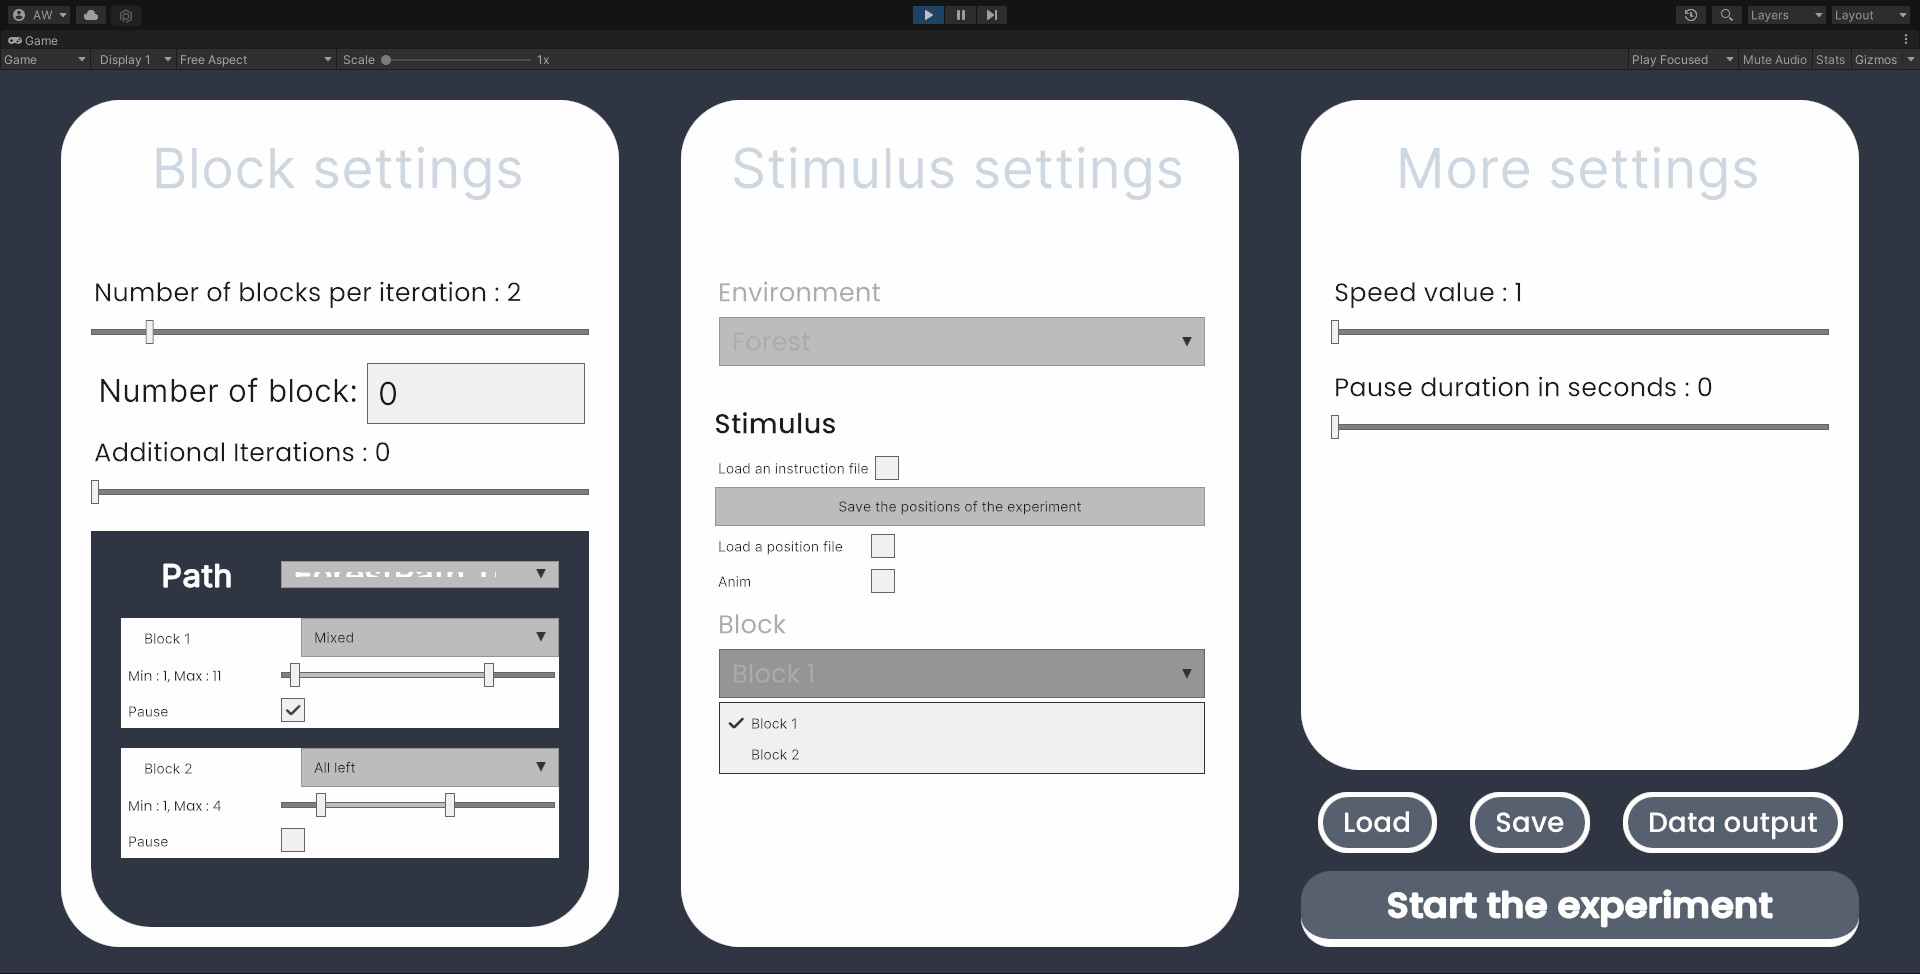 AW
Layers
Layout
Game
Game
Display 1
Free Aspect
Scale
1x
Play Focused
Mute Audio
Stats
Gizmos
Block settings
Number of blocks per iteration : 2
Number of block: 0
Additional Iterations : 0
Path
Block 1
Mixed
Min : 1, Max : 11
Pause
Block 2
All left
Min : 1, Max : 4
Pause
Stimulus settings
Environment
Forest
Stimulus
Load an instruction file
Save the positions of the experiment
Load a position file
Anim
Block
Block 1
Block 1
Block 2
More settings
Speed value : 1
Pause duration in seconds : 0
Load
Save
Data output
Start the experiment